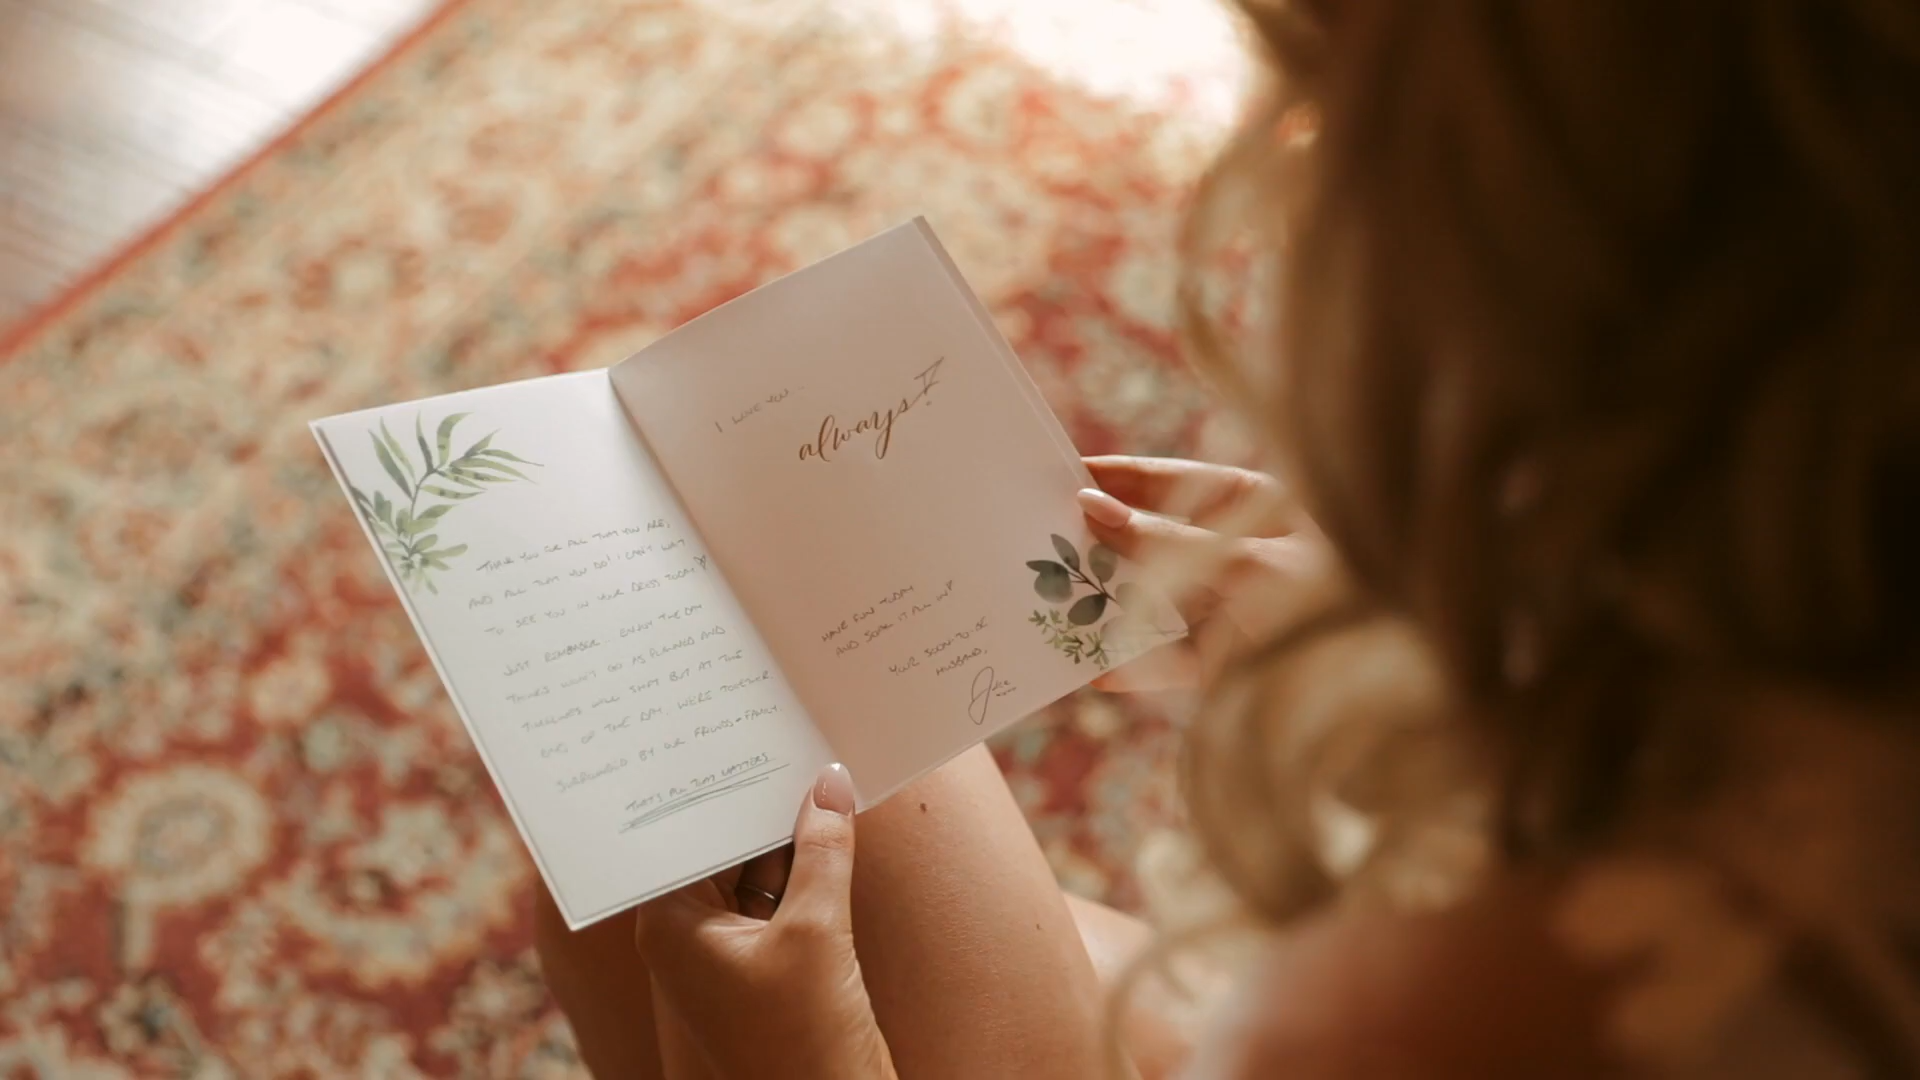 THANK YOU FOR ALL THAT YOU ARE,
AND ALL THAT YOU DO! I CAN'T WAIT
TO SEE YOU IN YOUR DRESS TODAY
JUST REMEMBER... ENJOY THE DAY
THINGS WON'T GO AS PLANNED AND
TIMELINES WILL SHIFT BUT AT THE
END OF THE DAY, WE'RE TOGETHER,
SURROUNDED BY OUR FRIENDS + FAMILY.
THAT'S ALL THAT MATTERS.
I LOVE YOU...
always!
HAVE FUN TODAY
AND SOAK IT ALL IN
YOUR SOON-TO-BE
HUSBAND,